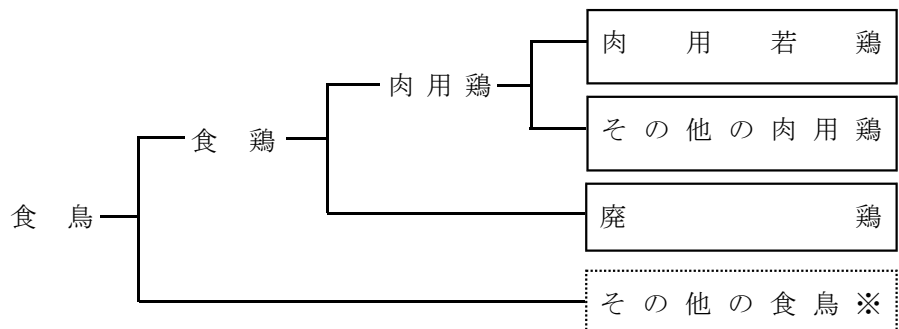 肉用若鶏
肉用鶏
その他の肉用鶏
食鶏
食鳥
廃鶏
その他の食鳥※